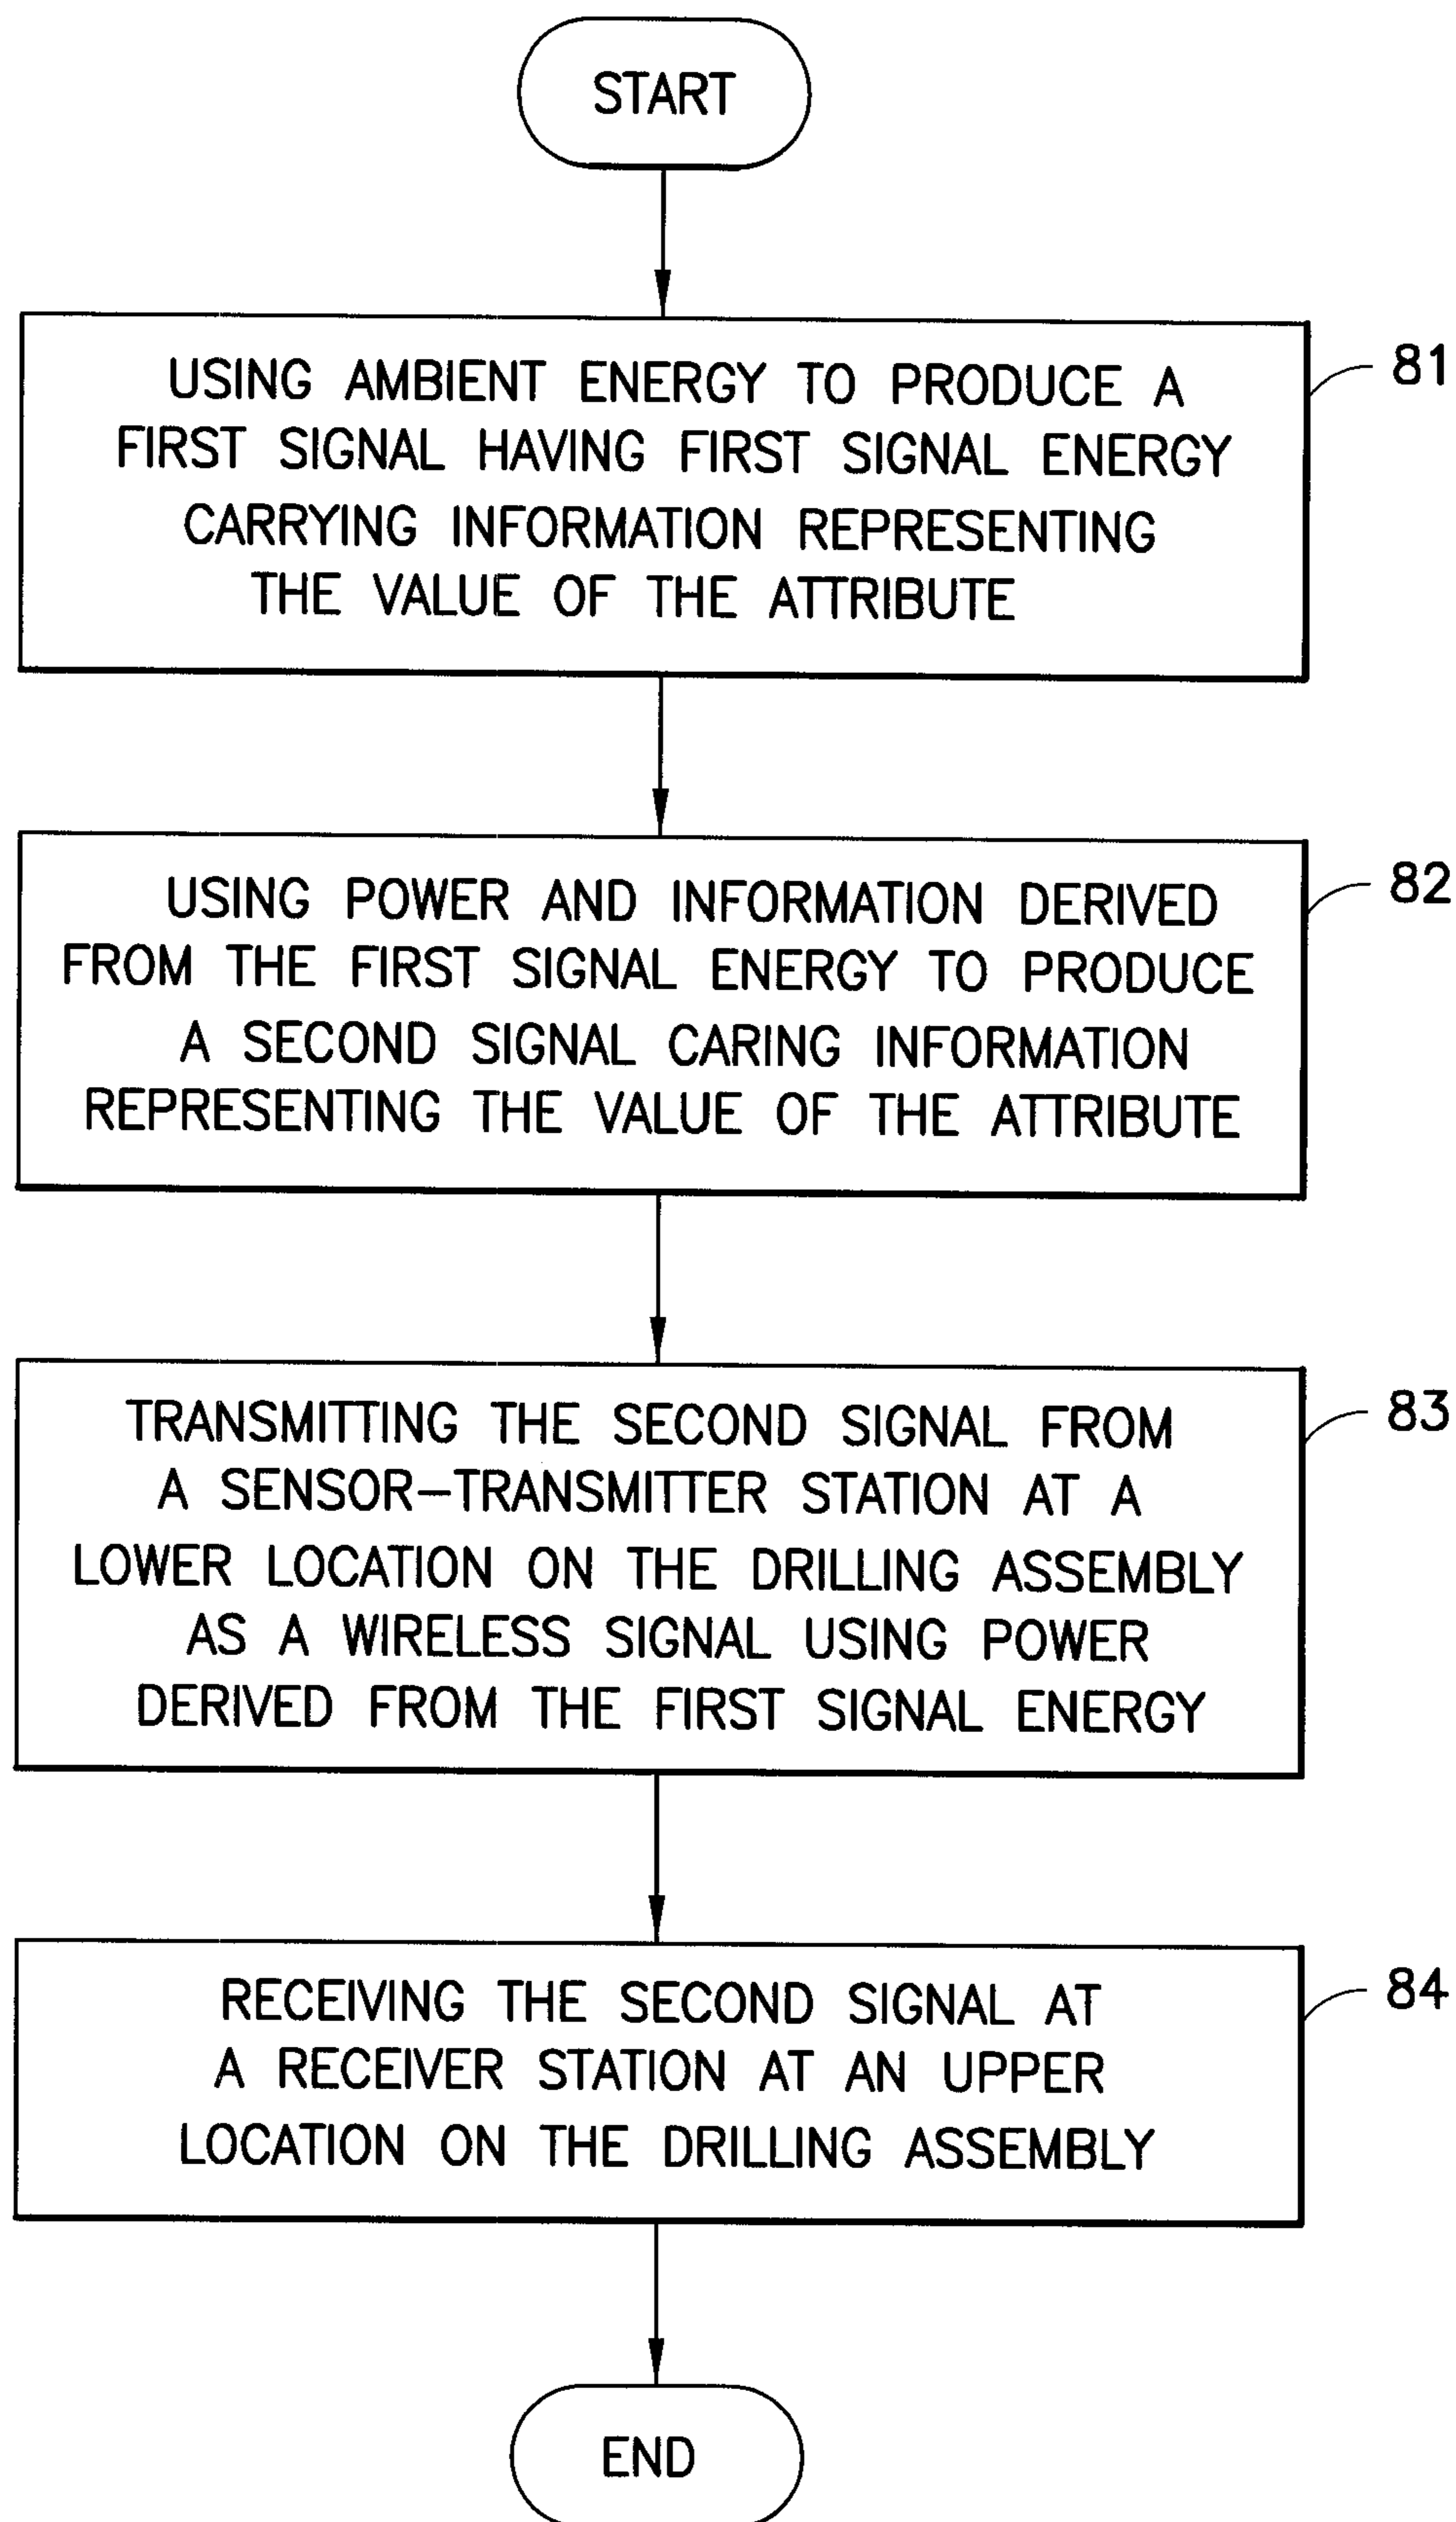 START
USING AMBIENT ENERGY TO PRODUCE A
FIRST SIGNAL HAVING FIRST SIGNAL ENERGY
CARRYING INFORMATION REPRESENTING
THE VALUE OF THE ATTRIBUTE
81
USING POWER AND INFORMATION DERIVED
FROM THE FIRST SIGNAL ENERGY TO PRODUCE
A SECOND SIGNAL CARING INFORMATION
REPRESENTING THE VALUE OF THE ATTRIBUTE
82
TRANSMITTING THE SECOND SIGNAL FROM
A SENSOR–TRANSMITTER STATION AT A
LOWER LOCATION ON THE DRILLING ASSEMBLY
AS A WIRELESS SIGNAL USING POWER
DERIVED FROM THE FIRST SIGNAL ENERGY
83
RECEIVING THE SECOND SIGNAL AT
A RECEIVER STATION AT AN UPPER
LOCATION ON THE DRILLING ASSEMBLY
84
END